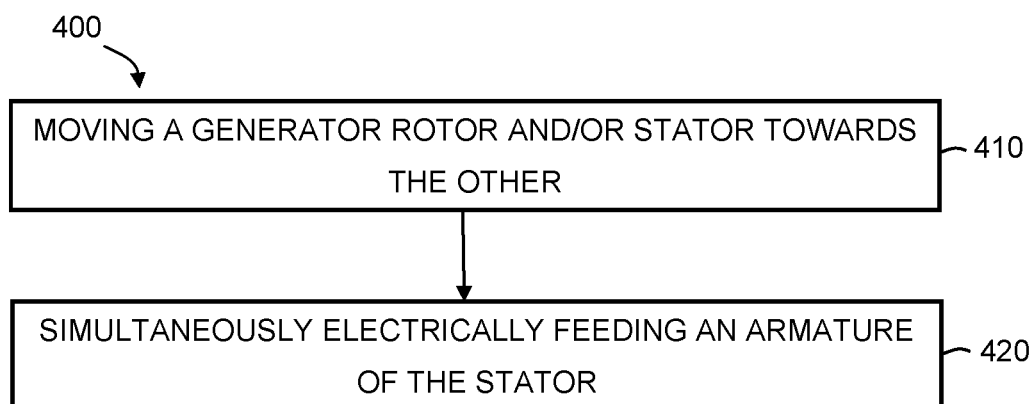 400
MOVING A GENERATOR ROTOR AND/OR STATOR TOWARDS
THE OTHER
410
SIMULTANEOUSLY ELECTRICALLY FEEDING AN ARMATURE
OF THE STATOR
420